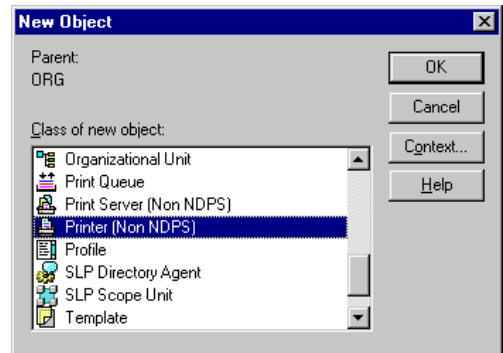 New Object
Parent:
ORG
Class of new object:
Organizational Unit
Print Queue
Print Server (Non NDPS)
Printer (Non NDPS)
Profile
SLP Directory Agent
SLP Scope Unit
Template
OK
Cancel
Context...
Help